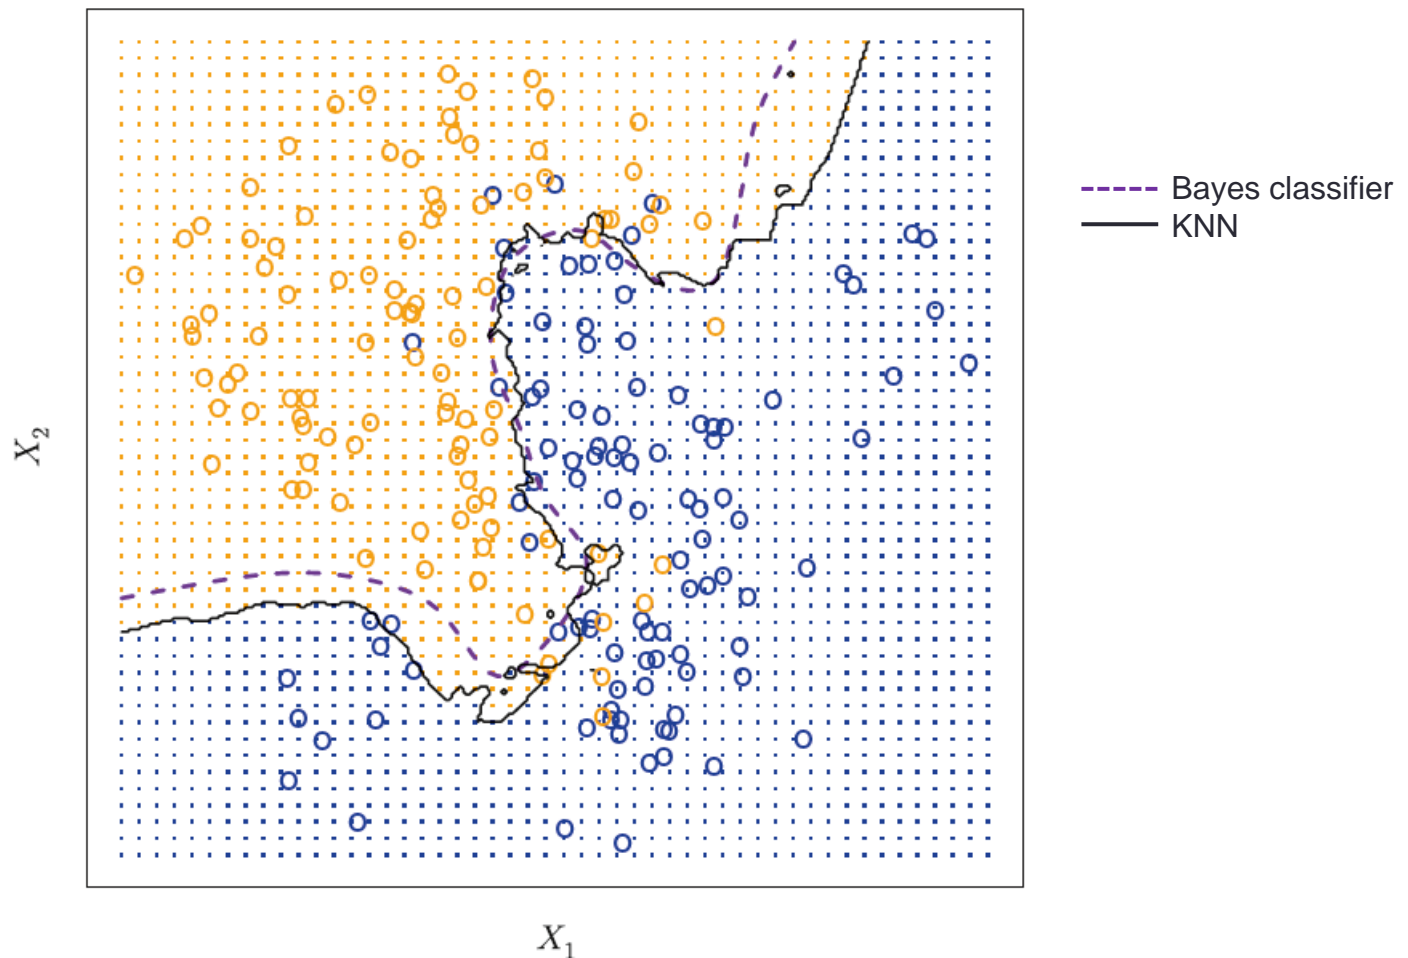 Bayes classifier
KNN
X₂
X₁